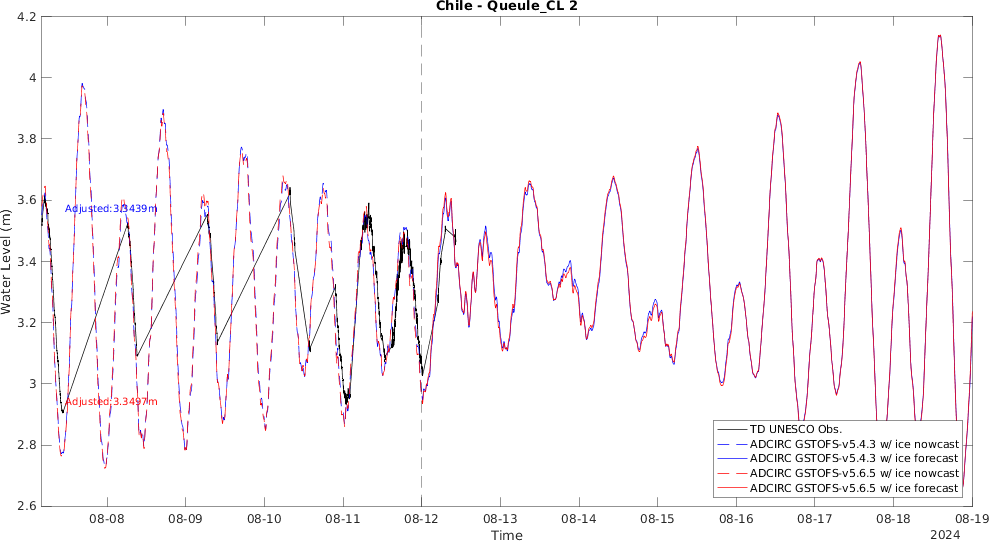 Chile - Queule_CL 2
4.2
4
3.8
3.6
3.4
3.2
3
2.8
2.6
Water Level (m)
Adjusted:3.3439m
Adjusted:3.3497m
TD UNESCO Obs.
ADCIRC GSTOFS-v5.4.3 w/ ice nowcast
ADCIRC GSTOFS-v5.4.3 w/ ice forecast
ADCIRC GSTOFS-v5.6.5 w/ ice nowcast
ADCIRC GSTOFS-v5.6.5 w/ ice forecast
08-08 08-09 08-10 08-11 08-12 08-13 08-14 08-15 08-16 08-17 08-18 08-19
Time
2024